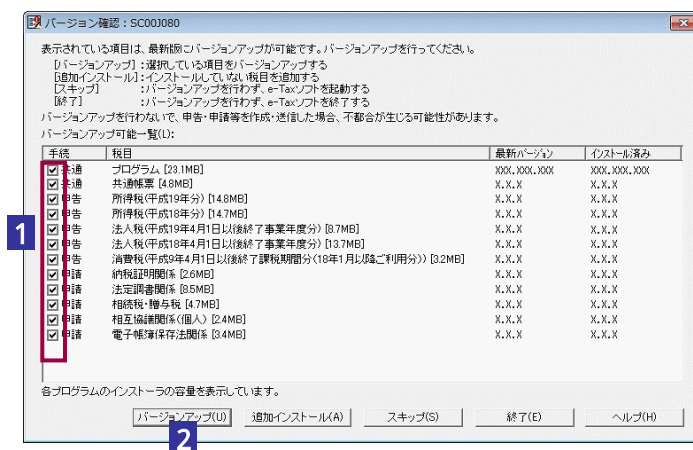 バージョン確認：SC00J080
表示されている項目は、最新版にバージョンアップが可能です。バージョンアップを行ってください。
[バージョンアップ]：選択している項目をバージョンアップする
[追加インストール]：インストールしていない税目を追加する
[スキップ]：バージョンアップを行わず、e-Taxソフトを起動する
[終了]：バージョンアップを行わず、e-Taxソフトを終了する
バージョンアップを行わないで、申告・申請等を作成・送信した場合、不都合が生じる可能性があります。
バージョンアップ可能一覧(L):
手続 税目 最新バージョン インストール済み
共通 プログラム [23.1MB] XXX.XXX.XXX XXX.XXX.XXX
共通 共通帳票 [4.8MB] X.X.X X.X.X
申告 所得税(平成19年分) [14.8MB] X.X.X X.X.X
申告 所得税(平成18年分) [14.7MB] X.X.X X.X.X
申告 法人税(平成19年4月1日以後終了事業年度分) [8.7MB] X.X.X X.X.X
申告 法人税(平成18年4月1日以後終了事業年度分) [13.7MB] X.X.X X.X.X
申告 消費税(平成9年4月1日以後終了課税期間分(18年1月以降ご利用分)) [3.2MB] X.X.X X.X.X
申請 納税証明関係 [2.6MB] X.X.X X.X.X
申請 法定調書関係 [8.5MB] X.X.X X.X.X
申請 相続税・贈与税 [4.7MB] X.X.X X.X.X
申請 相互協議関係(個人) [2.4MB] X.X.X X.X.X
申請 電子帳簿保存法関係 [3.4MB] X.X.X X.X.X
1
各プログラムのインストーラの容量を表示しています。
バージョンアップ(U) 追加インストール(A) スキップ(S) 終了(E) ヘルプ(H)
2